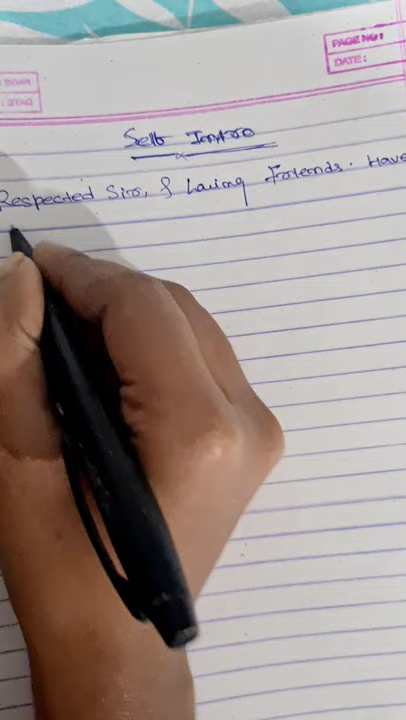 PAGE NO:
DATE:
Self Intro
Respected Sir, & Loving Friends. Have